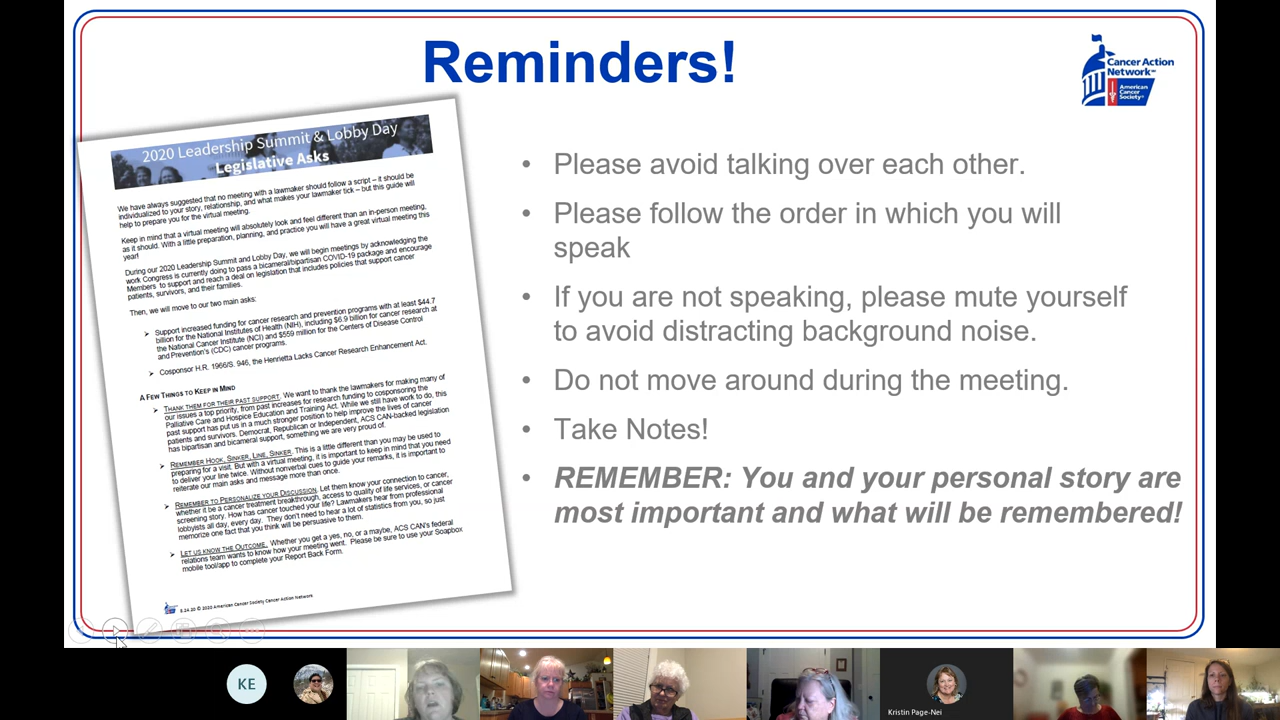 Reminders!
Cancer Action
Network℠
American
Cancer
Society®
2020 Leadership Summit & Lobby Day
Legislative Asks
We have always suggested that no meeting with a lawmaker should follow a script – it should be
individualized to your story, relationship, and what makes your lawmaker tick – but this guide will
help to prepare you for the virtual meeting.
Keep in mind that a virtual meeting will absolutely look and feel different than an in-person meeting,
as it should. With a little preparation, planning, and practice you will have a great virtual meeting this
year!
During our 2020 Leadership Summit and Lobby Day, we will begin meetings by acknowledging the
work Congress is currently doing to pass a bicameral/bipartisan COVID-19 package and encourage
Members to support and reach a deal on legislation that includes policies that support cancer
patients, survivors, and their families.
Then, we will move to our two main asks:
➢ Support increased funding for cancer research and prevention programs with at least $44.7
billion for the National Institutes of Health (NIH), including $6.9 billion for cancer research at
the National Cancer Institute (NCI) and $559 million for the Centers of Disease Control
and Prevention's (CDC) cancer programs.
➢ Cosponsor H.R. 1966/S. 946, the Henrietta Lacks Cancer Research Enhancement Act.
A FEW THINGS TO KEEP IN MIND
➢ THANK THEM FOR THEIR PAST SUPPORT. We want to thank the lawmakers for making many of
our issues a top priority, from past increases for research funding to cosponsoring the
Palliative Care and Hospice Education and Training Act. While we still have work to do, this
past support has put us in a much stronger position to help improve the lives of cancer
patients and survivors. Democrat, Republican or Independent, ACS CAN-backed legislation
has bipartisan and bicameral support, something we are very proud of.
➢ REMEMBER HOOK, SINKER, LINE, SINKER. This is a little different than you may be used to
preparing for a visit. But with a virtual meeting, it is important to keep in mind that you need
to deliver your line twice. Without nonverbal cues to guide your remarks, it is important to
reiterate our main asks and message more than once.
➢ REMEMBER TO PERSONALIZE YOUR DISCUSSION. Let them know your connection to cancer,
whether it be a cancer treatment breakthrough, access to quality of life services, or cancer
screening story. How has cancer touched your life? Lawmakers hear from professional
lobbyists all day, every day. They don't need to hear a lot of statistics from you, so just
memorize one fact that you think will be persuasive to them.
➢ LET US KNOW THE OUTCOME. Whether you get a yes, no, or a maybe, ACS CAN's federal
relations team wants to know how your meeting went. Please be sure to use your Soapbox
mobile tool/app to complete your Report Back Form.
8.24.20 © 2020 American Cancer Society Cancer Action Network
• Please avoid talking over each other.
• Please follow the order in which you will
speak
• If you are not speaking, please mute yourself
to avoid distracting background noise.
• Do not move around during the meeting.
• Take Notes!
• REMEMBER: You and your personal story are
most important and what will be remembered!
KE
Kristin Page-Nei